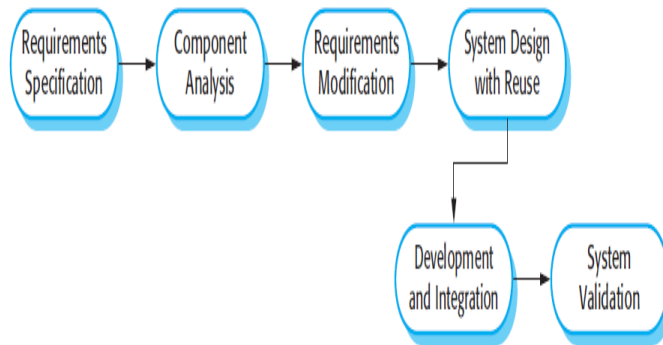 Requirements
Specification
Component
Analysis
Requirements
Modification
System Design
with Reuse
Development
and Integration
System
Validation